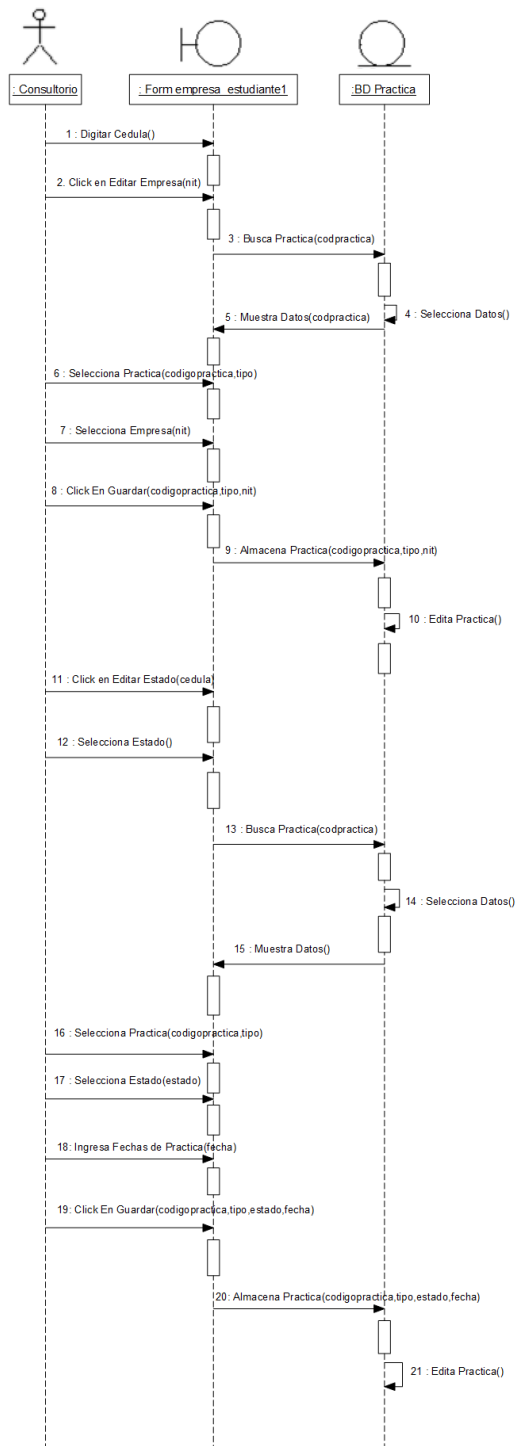 : Consultorio
: Form empresa_estudiante1
:BD Practica
1 : Digitar Cedula()
2. Click en Editar Empresa(nit)
3 : Busca Practica(codpractica)
4 : Selecciona Datos()
5 : Muestra Datos(codpractica)
6 : Selecciona Practica(codigopractica,tipo)
7 : Selecciona Empresa(nit)
8 : Click En Guardar(codigopractica,tipo,nit)
9 : Almacena Practica(codigopractica,tipo,nit)
10 : Edita Practica()
11 : Click en Editar Estado(cedula)
12 : Selecciona Estado()
13 : Busca Practica(codpractica)
14 : Selecciona Datos()
15 : Muestra Datos()
16 : Selecciona Practica(codigopractica,tipo)
17 : Selecciona Estado(estado)
18: Ingresa Fechas de Practica(fecha)
19: Click En Guardar(codigopractica,tipo,estado,fecha)
20: Almacena Practica(codigopractica,tipo,estado,fecha)
21 : Edita Practica()